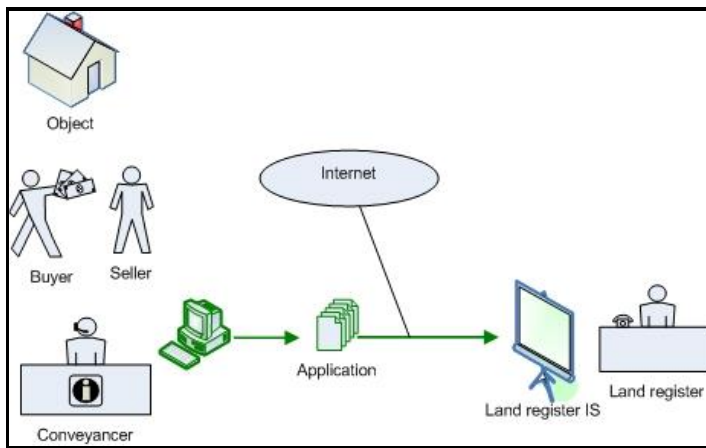 Object
Internet
Buyer
Seller
Application
Land register IS
Land register
Conveyancer